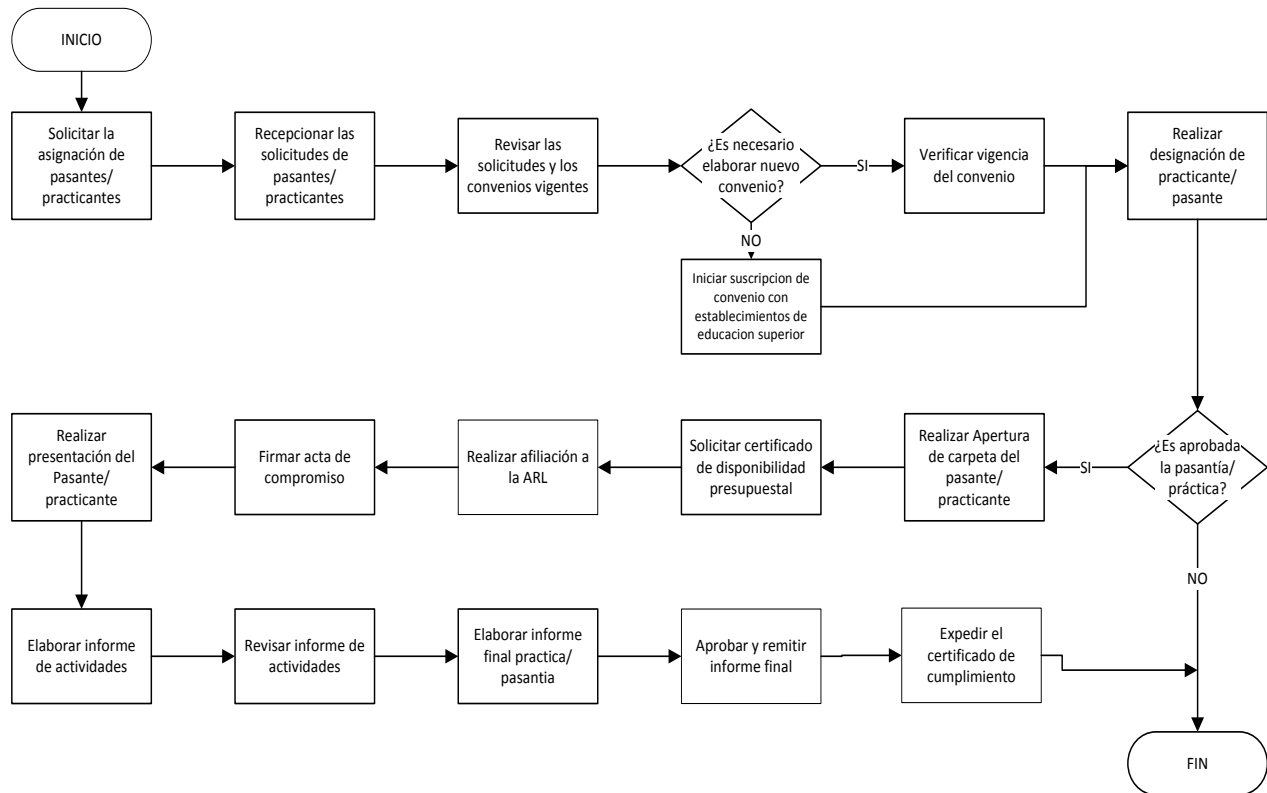 INICIO
Solicitar la
asignación de
pasantes/
practicantes
Recepcionar las
solicitudes de
pasantes/
practicantes
Revisar las
solicitudes y los
convenios vigentes
¿Es necesario
elaborar nuevo
convenio?
SI
Verificar vigencia
del convenio
Realizar
designación de
practicante/
pasante
NO
Iniciar suscripcion de
convenio con
establecimientos de
educacion superior
¿Es aprobada
la pasantía/
práctica?
SI
Realizar Apertura
de carpeta del
pasante/
practicante
Solicitar certificado
de disponibilidad
presupuestal
Realizar afiliación a
la ARL
Firmar acta de
compromiso
Realizar
presentación del
Pasante/
practicante
NO
Elaborar informe
de actividades
Revisar informe de
actividades
Elaborar informe
final practica/
pasantia
Aprobar y remitir
informe final
Expedir el
certificado de
cumplimiento
FIN